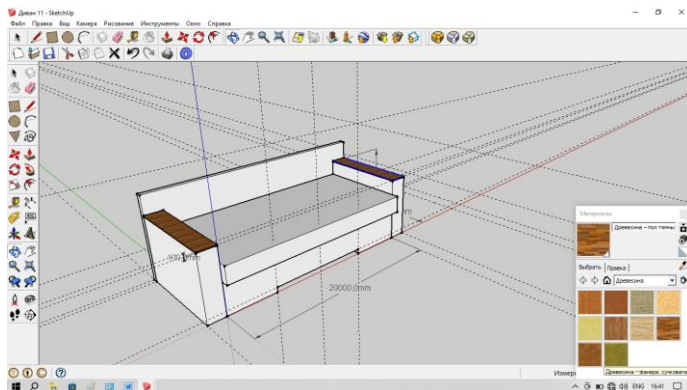 Диван 11 - SketchUp
Файл Правка Вид Камера Рисование Инструменты Окно Справка
20000,0mm
Материалы
Древесина – пол темны
Выбрать Правка
Древесина
Древесина – фанера, сучковата
Измер
ENG 16:41